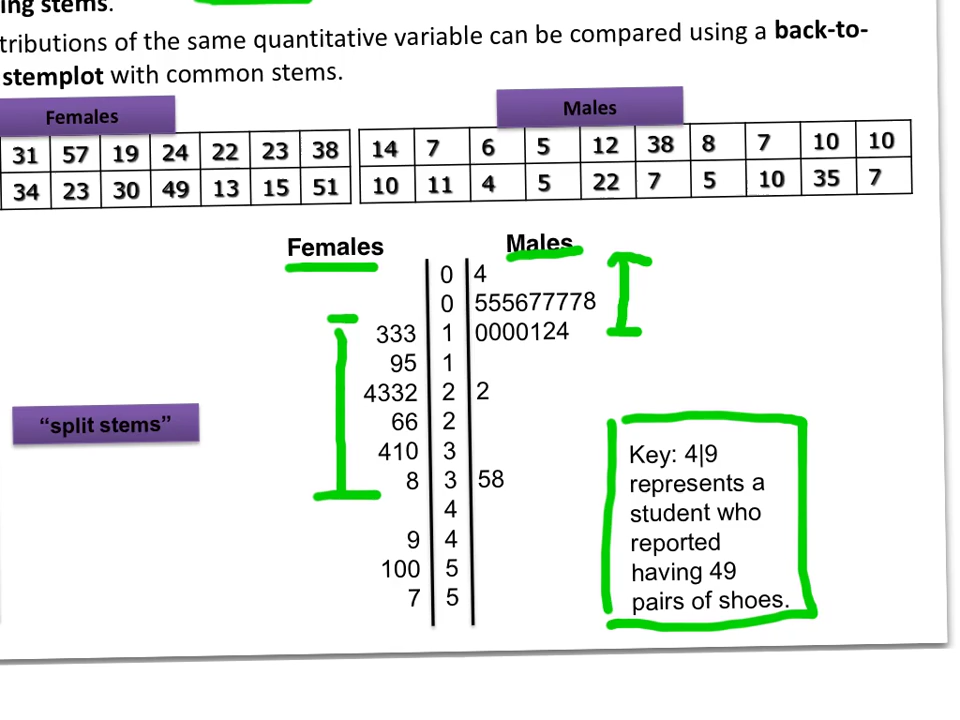 ing stems.
tributions of the same quantitative variable can be compared using a back-to-
stemplot with common stems.
Females Males
31 57 19 24 22 23 38 14 7 6 5 12 38 8 7 10 10
34 23 30 49 13 15 51 10 11 4 5 22 7 5 10 35 7
Females Males
0 4
0 555677778
333 1 0000124
95 1
4332 2 2
66 2
410 3
8 3 58
4
9 4
100 5
7 5
“split stems”
Key: 4|9
represents a
student who
reported
having 49
pairs of shoes.